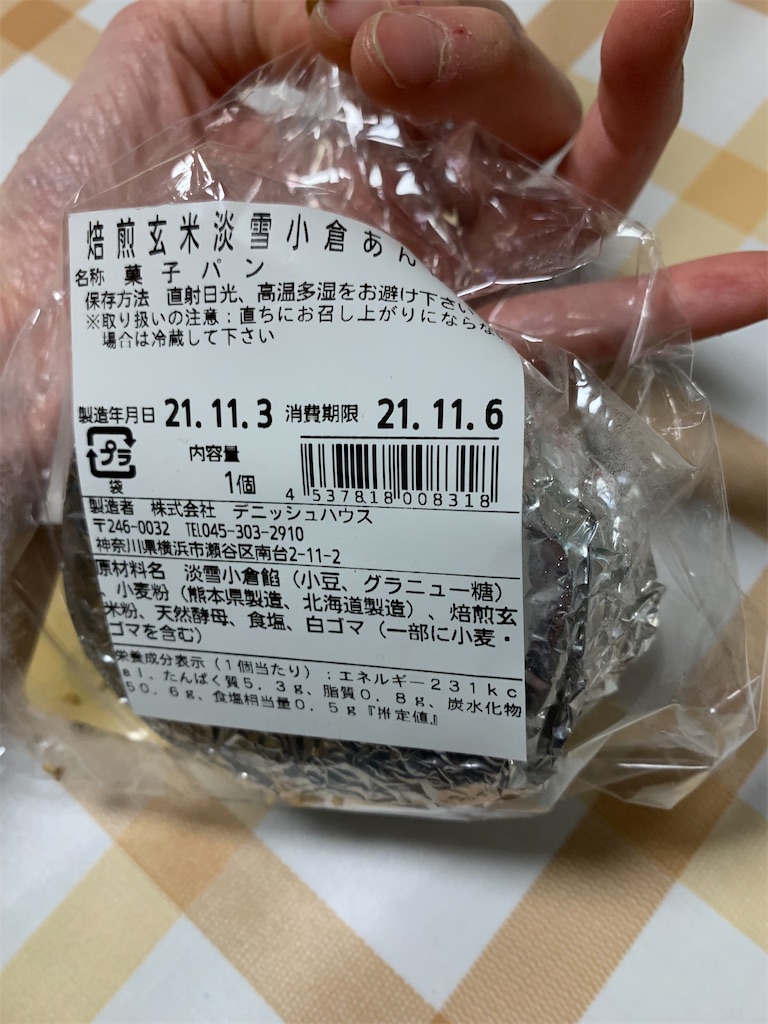 焙煎玄米淡雪小倉あん
名称 菓子パン
保存方法 直射日光、高温多湿をお避け下さい
※取り扱いの注意：直ちにお召し上がりにならな
場合は冷蔵して下さい
製造年月日 21.11.3 消費期限 21.11.6
プラ
袋
内容量
1個
4 537818 008318
製造者 株式会社 デニッシュハウス
〒246-0032 TEL045-303-2910
神奈川県横浜市瀬谷区南台2-11-2
原材料名 淡雪小倉餡（小豆、グラニュー糖）
、小麦粉（熊本県製造、北海道製造）、焙煎玄
米粉、天然酵母、食塩、白ゴマ（一部に小麦・
ゴマを含む）
栄養成分表示（1個当たり）：エネルギー231kc
al、たんぱく質5.3g、脂質0.8g、炭水化物
50.6g、食塩相当量0.5g『推定値』